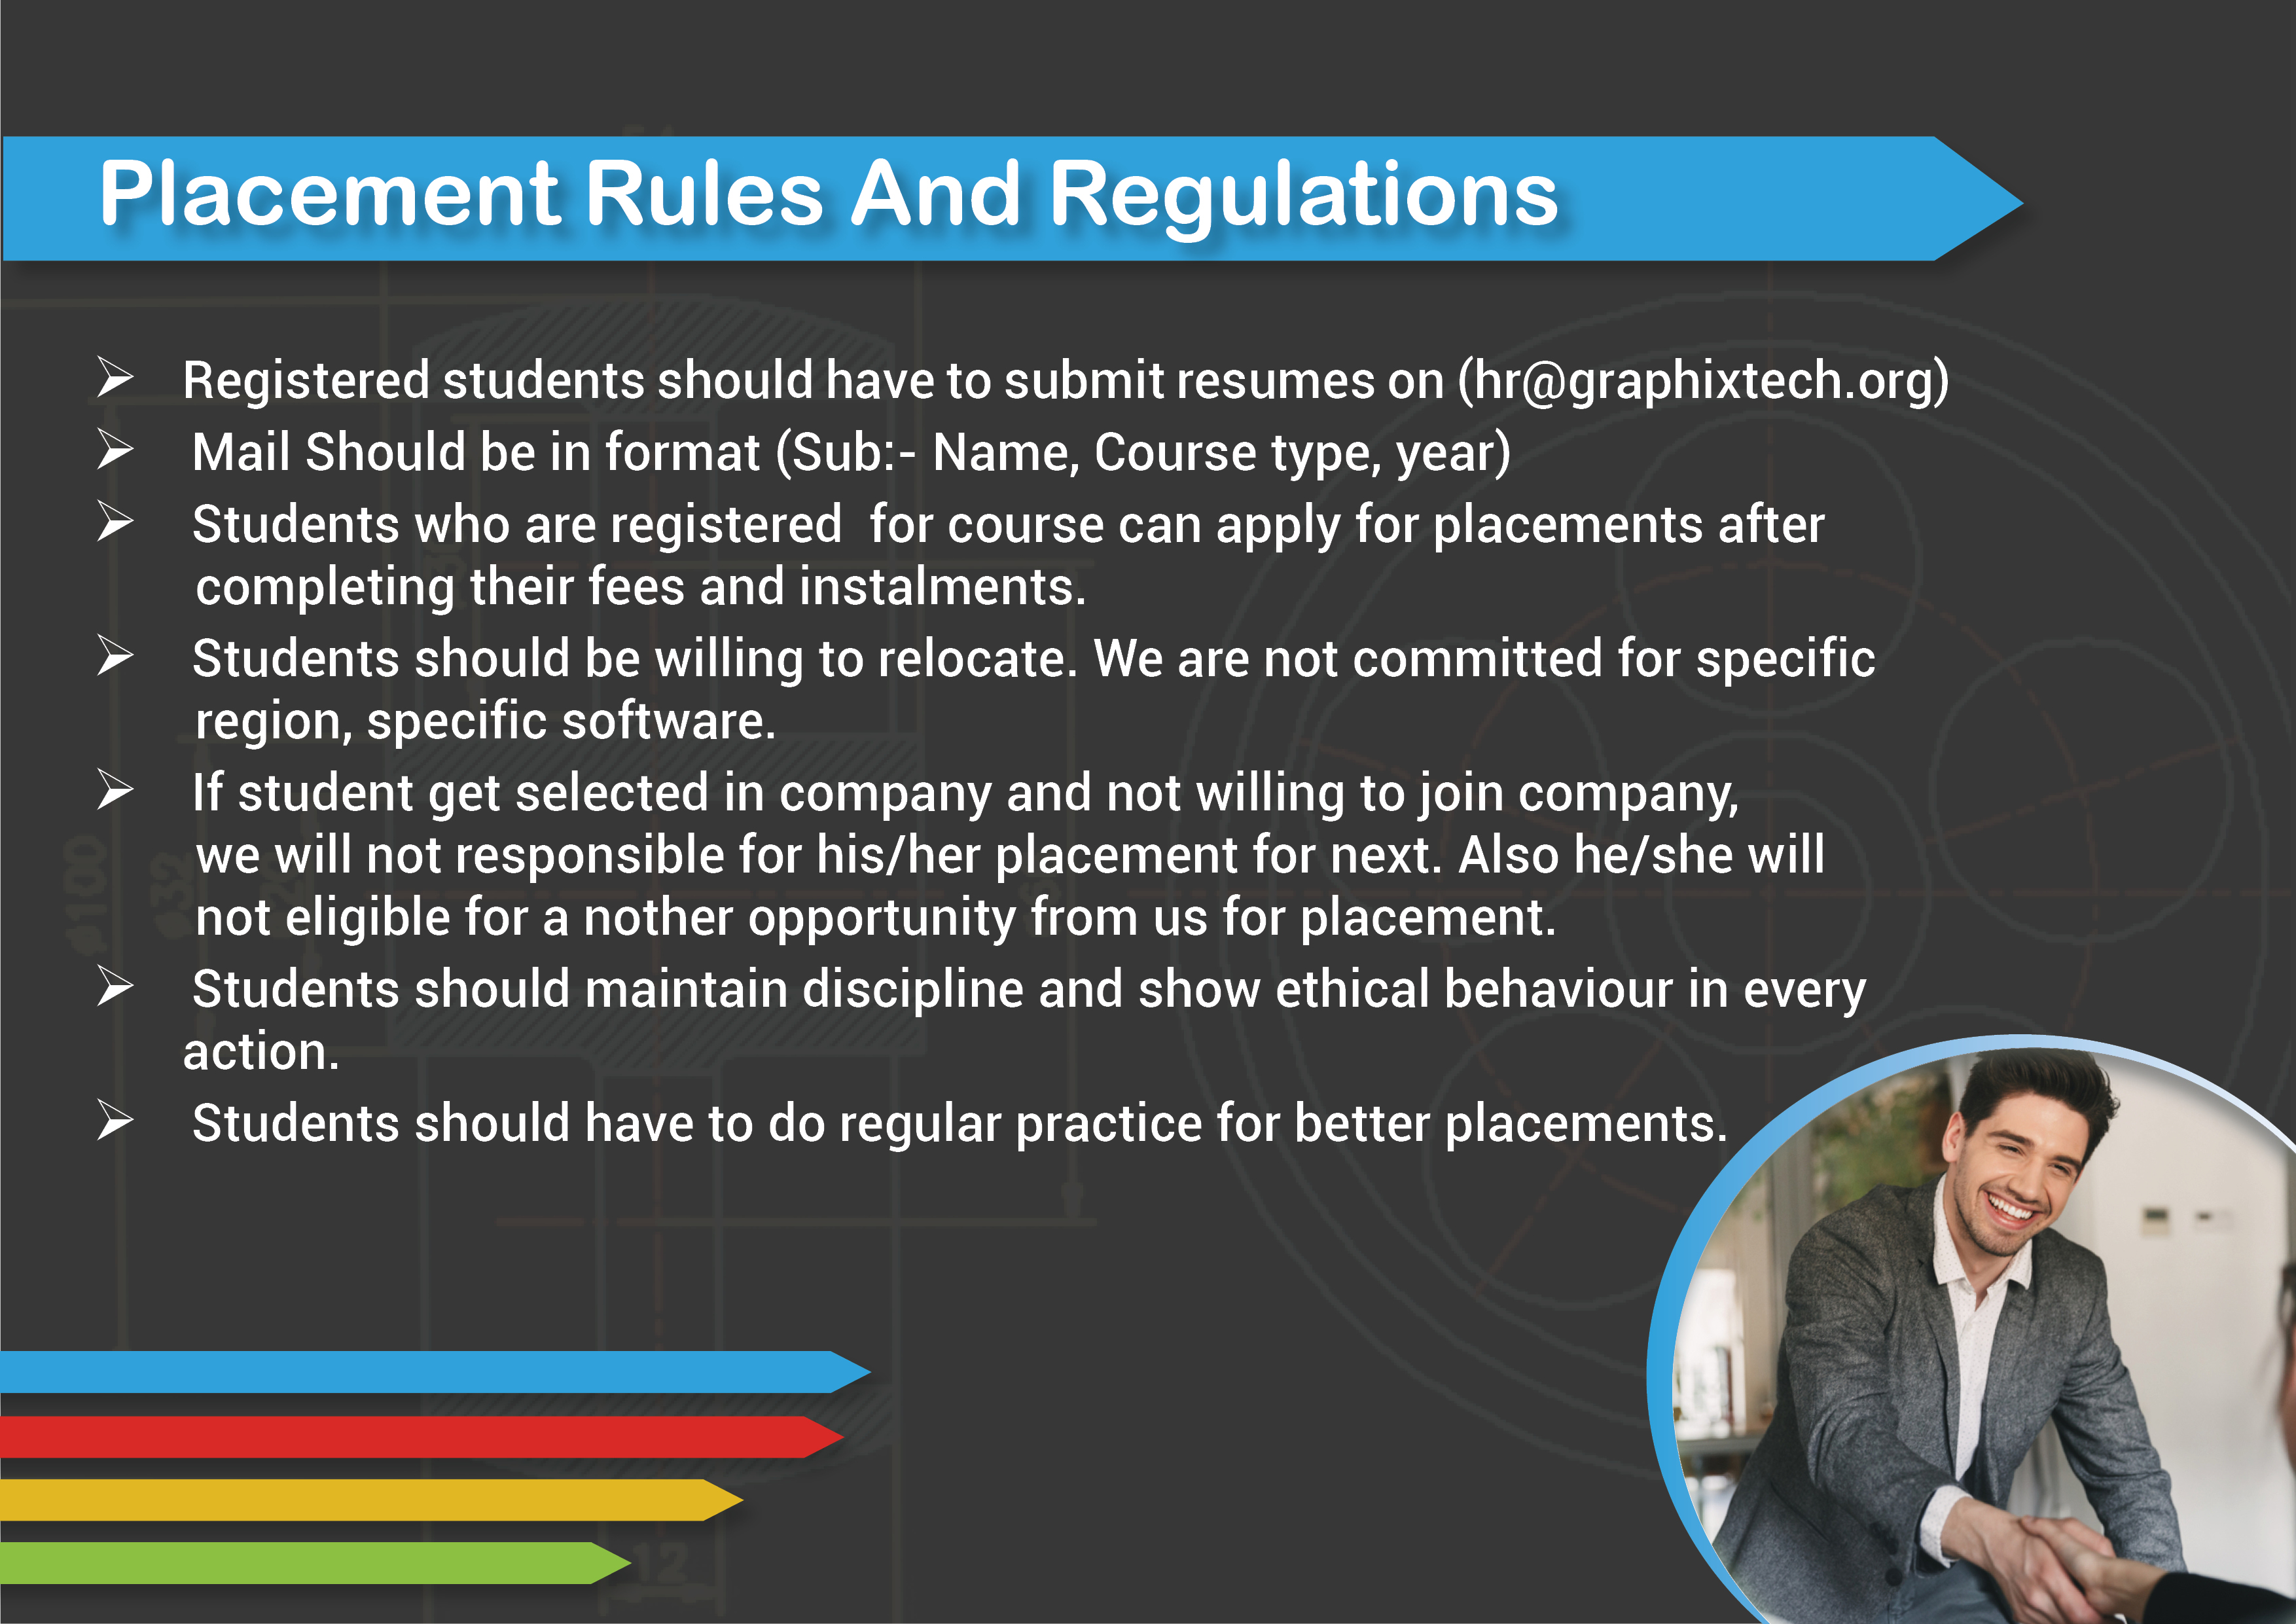 Placement Rules And Regulations
➢ Registered students should have to submit resumes on (hr@graphixtech.org)
➢ Mail Should be in format (Sub:- Name, Course type, year)
➢ Students who are registered  for course can apply for placements after
completing their fees and instalments.
➢ Students should be willing to relocate. We are not committed for specific
region, specific software.
➢ If student get selected in company and not willing to join company,
we will not responsible for his/her placement for next. Also he/she will
not eligible for a nother opportunity from us for placement.
➢ Students should maintain discipline and show ethical behaviour in every
action.
➢ Students should have to do regular practice for better placements.
ø100
ø32
12